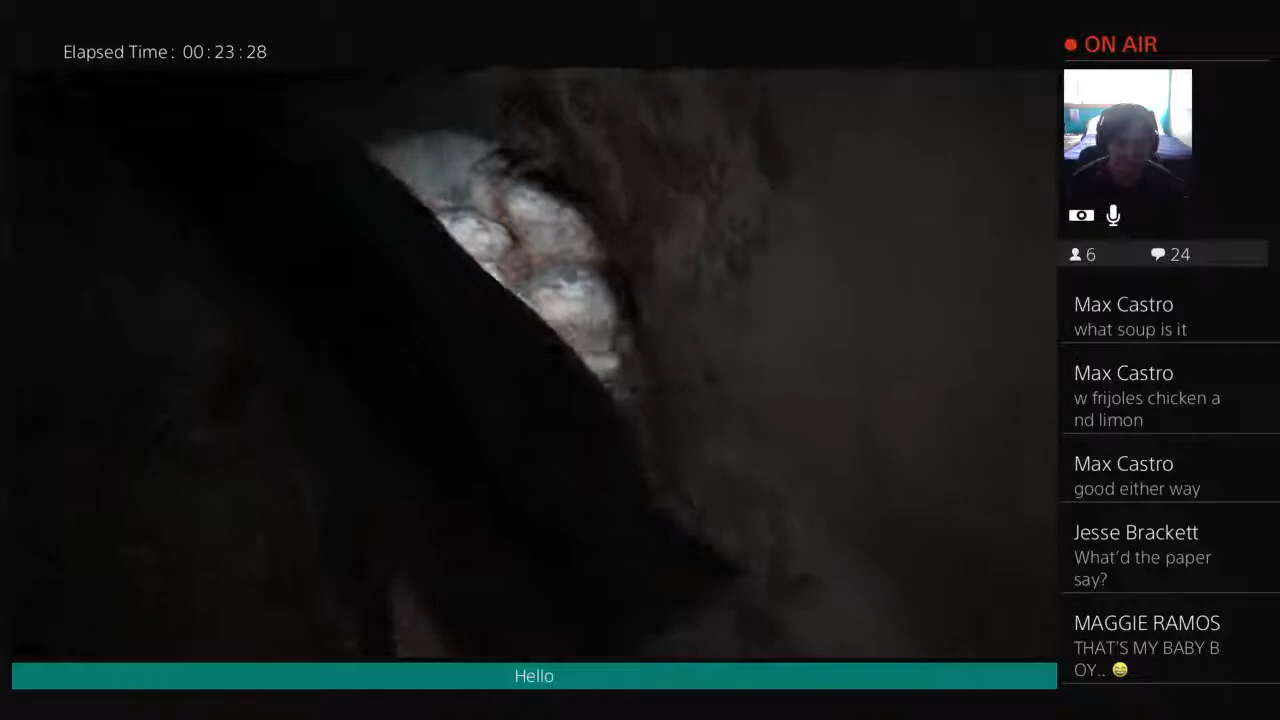 Elapsed Time: 00:23:28
ON AIR
6 24
Max Castro
what soup is it
Max Castro
w frijoles chicken a
nd limon
Max Castro
good either way
Jesse Brackett
What'd the paper
say?
MAGGIE RAMOS
THAT'S MY BABY B
OY.. 😄
Hello